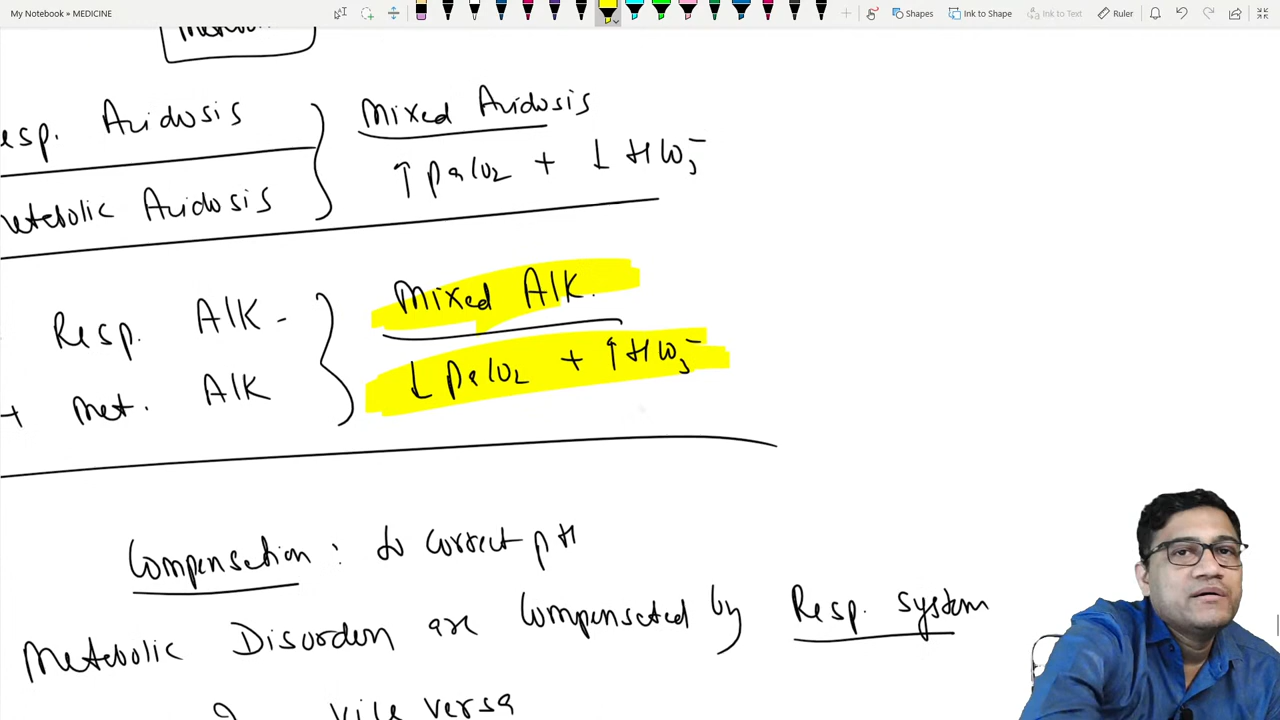 My Notebook » MEDICINE
Shapes Ink to Shape Ink to Text Ruler
esp. Acidosis
Mixed Acidosis
↑ PaCO2 + ↓ HCO3-
Metabolic Acidosis
Resp. Alk -
Mixed Alk.
↓ PaCO2 + ↑ HCO3-
+ Met. Alk
Compensation : to correct pH
Metabolic Disorders are Compensated by Resp. system
vice versa